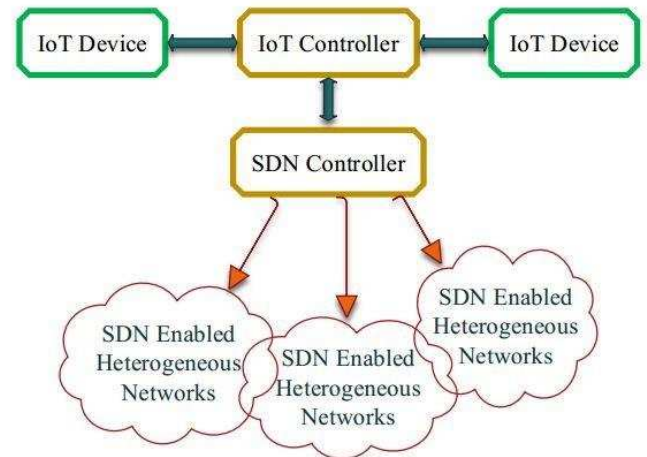 IoT Device
IoT Controller
IoT Device
SDN Controller
SDN Enabled
Heterogeneous
Networks
SDN Enabled
Heterogeneous
Networks
SDN Enabled
Heterogeneous
Networks